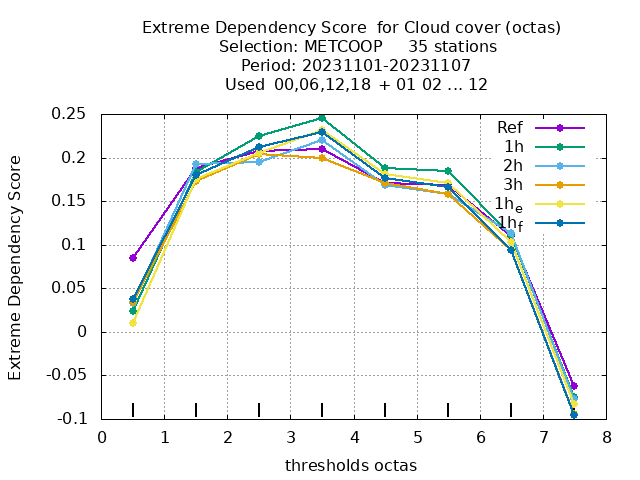 Extreme Dependency Score  for Cloud cover (octas)
Selection: METCOOP     35 stations
Period: 20231101-20231107
Used  00,06,12,18  + 01 02 ... 12
Extreme Dependency Score
0.25
0.2
0.15
0.1
0.05
0
-0.05
-0.1
Ref
1h
2h
3h
1h_e
1h_f
0 1 2 3 4 5 6 7 8
thresholds octas